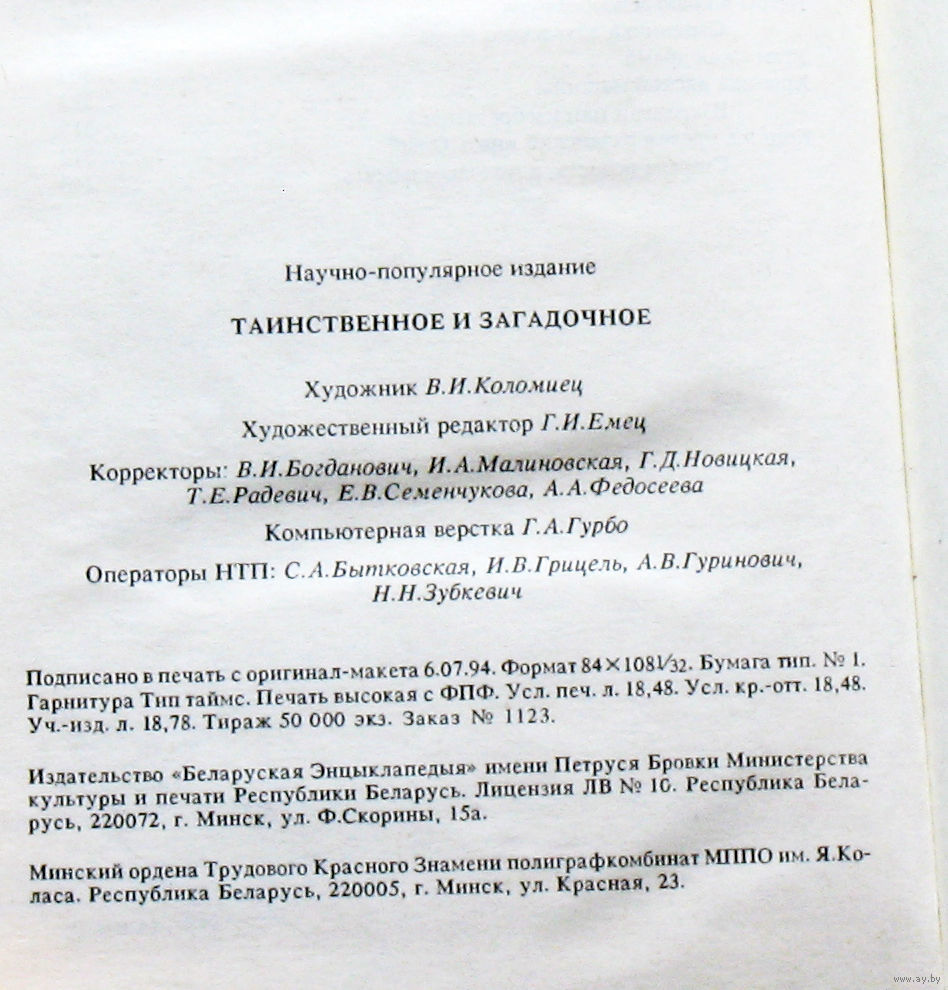 Научно-популярное издание
ТАИНСТВЕННОЕ И ЗАГАДОЧНОЕ
Художник В.И.Коломиец
Художественный редактор Г.И.Емец
Корректоры: В.И.Богданович, И.А.Малиновская, Г.Д.Новицкая,
Т.Е.Радевич, Е.В.Семенчукова, А.А.Федосеева
Компьютерная верстка Г.А.Гурбо
Операторы НТП: С.А.Бытковская, И.В.Грицель, А.В.Гуринович,
Н.Н.Зубкевич
Подписано в печать с оригинал-макета 6.07.94. Формат 84×108 1/32. Бумага тип. № 1.
Гарнитура Тип таймс. Печать высокая с ФПФ. Усл. печ. л. 18,48. Усл. кр.-отт. 18,48.
Уч.-изд. л. 18,78. Тираж 50 000 экз. Заказ № 1123.
Издательство «Беларуская Энцыклапедыя» имени Петруся Бровки Министерства
культуры и печати Республики Беларусь. Лицензия ЛВ № 10. Республика Бела-
русь, 220072, г. Минск, ул. Ф.Скорины, 15а.
Минский ордена Трудового Красного Знамени полиграфкомбинат МППО им. Я.Ко-
ласа. Республика Беларусь, 220005, г. Минск, ул. Красная, 23.
www.ay.by